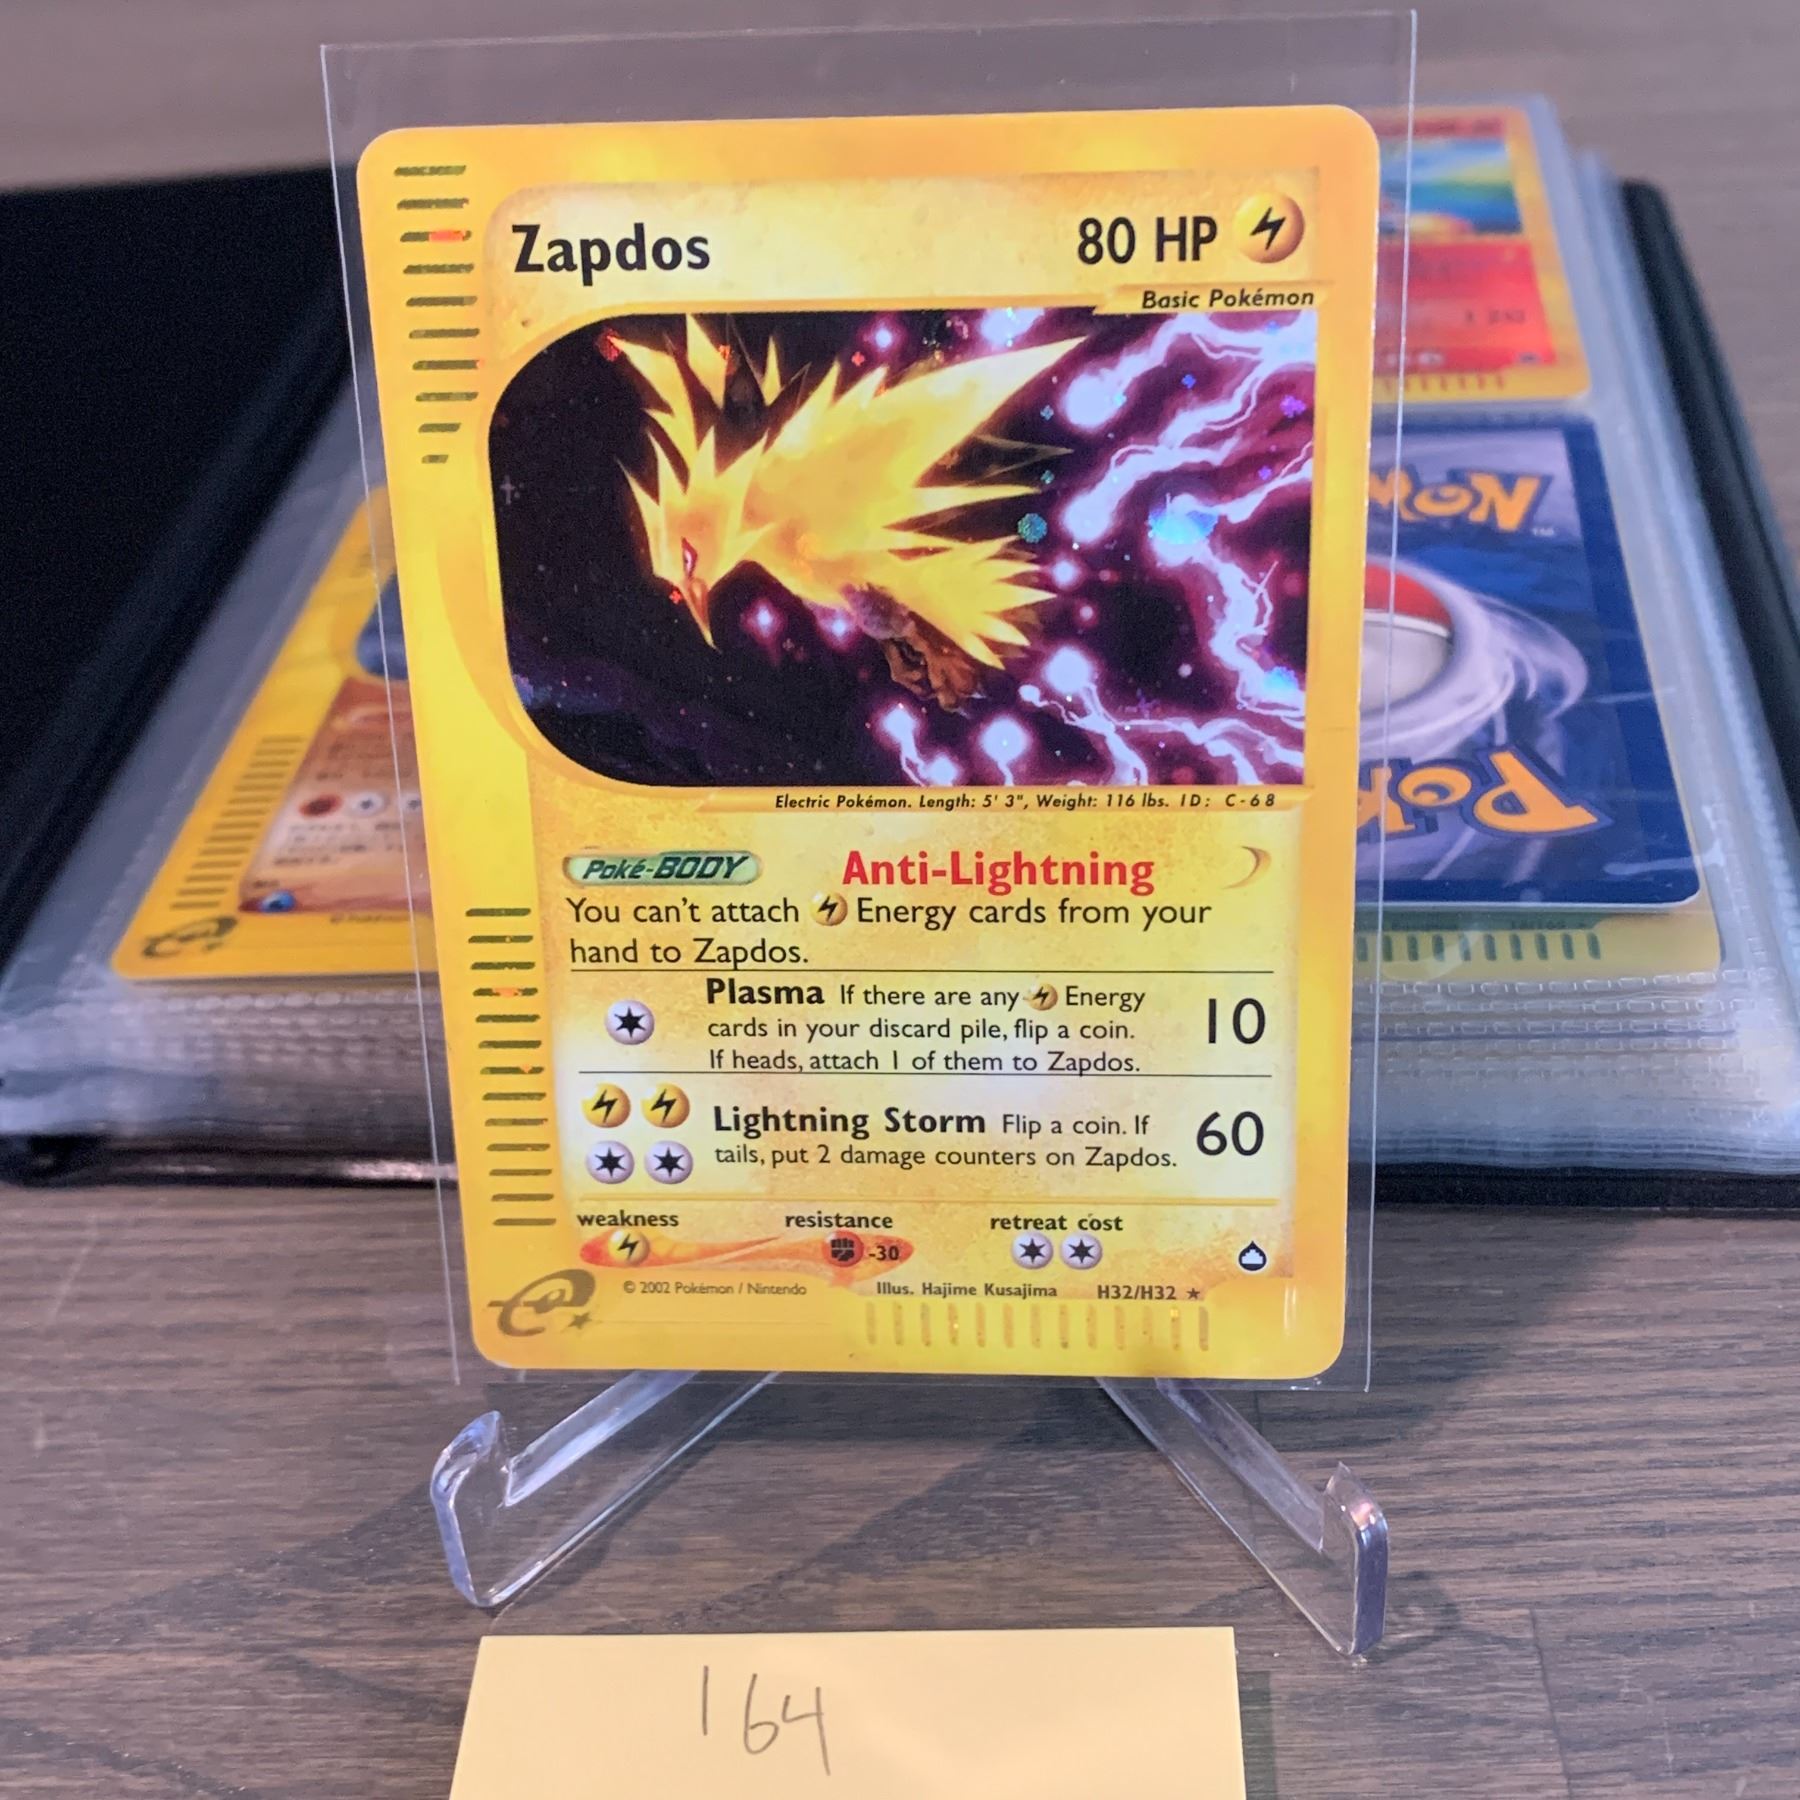 Zapdos
80 HP
Basic Pokémon
Electric Pokémon. Length: 5' 3", Weight: 116 lbs. ID: C-68
Poké-BODY Anti-Lightning
You can't attach Energy cards from your
hand to Zapdos.
Plasma If there are any Energy
cards in your discard pile, flip a coin.
If heads, attach 1 of them to Zapdos.
10
Lightning Storm Flip a coin. If
tails, put 2 damage counters on Zapdos.
60
weakness resistance retreat cost
-30
© 2002 Pokémon / Nintendo Illus. Hajime Kusajima H32/H32
MON
POK
164